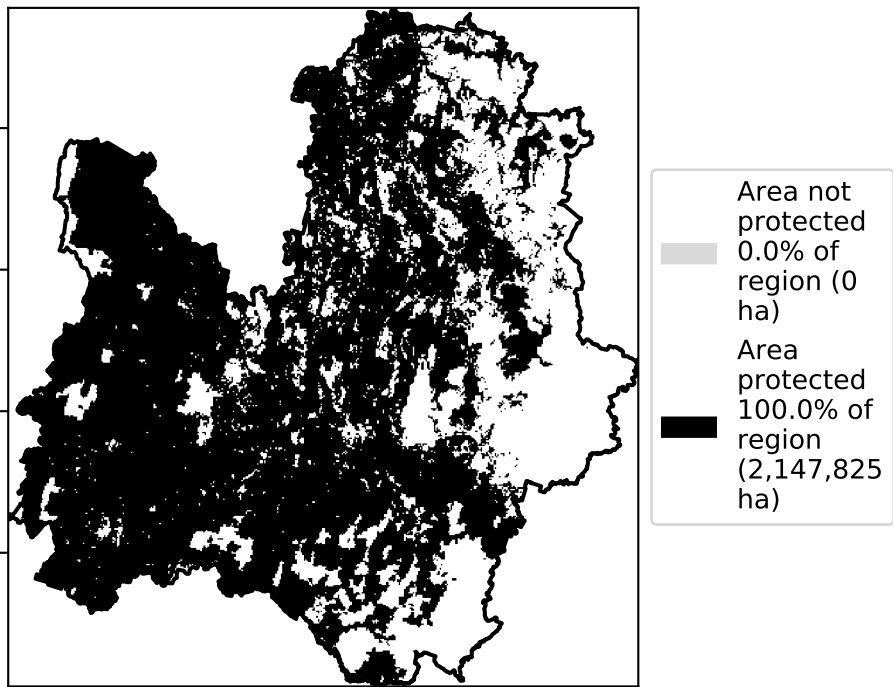 Area not
protected
0.0% of
region (0
ha)
Area
protected
100.0% of
region
(2,147,825
ha)